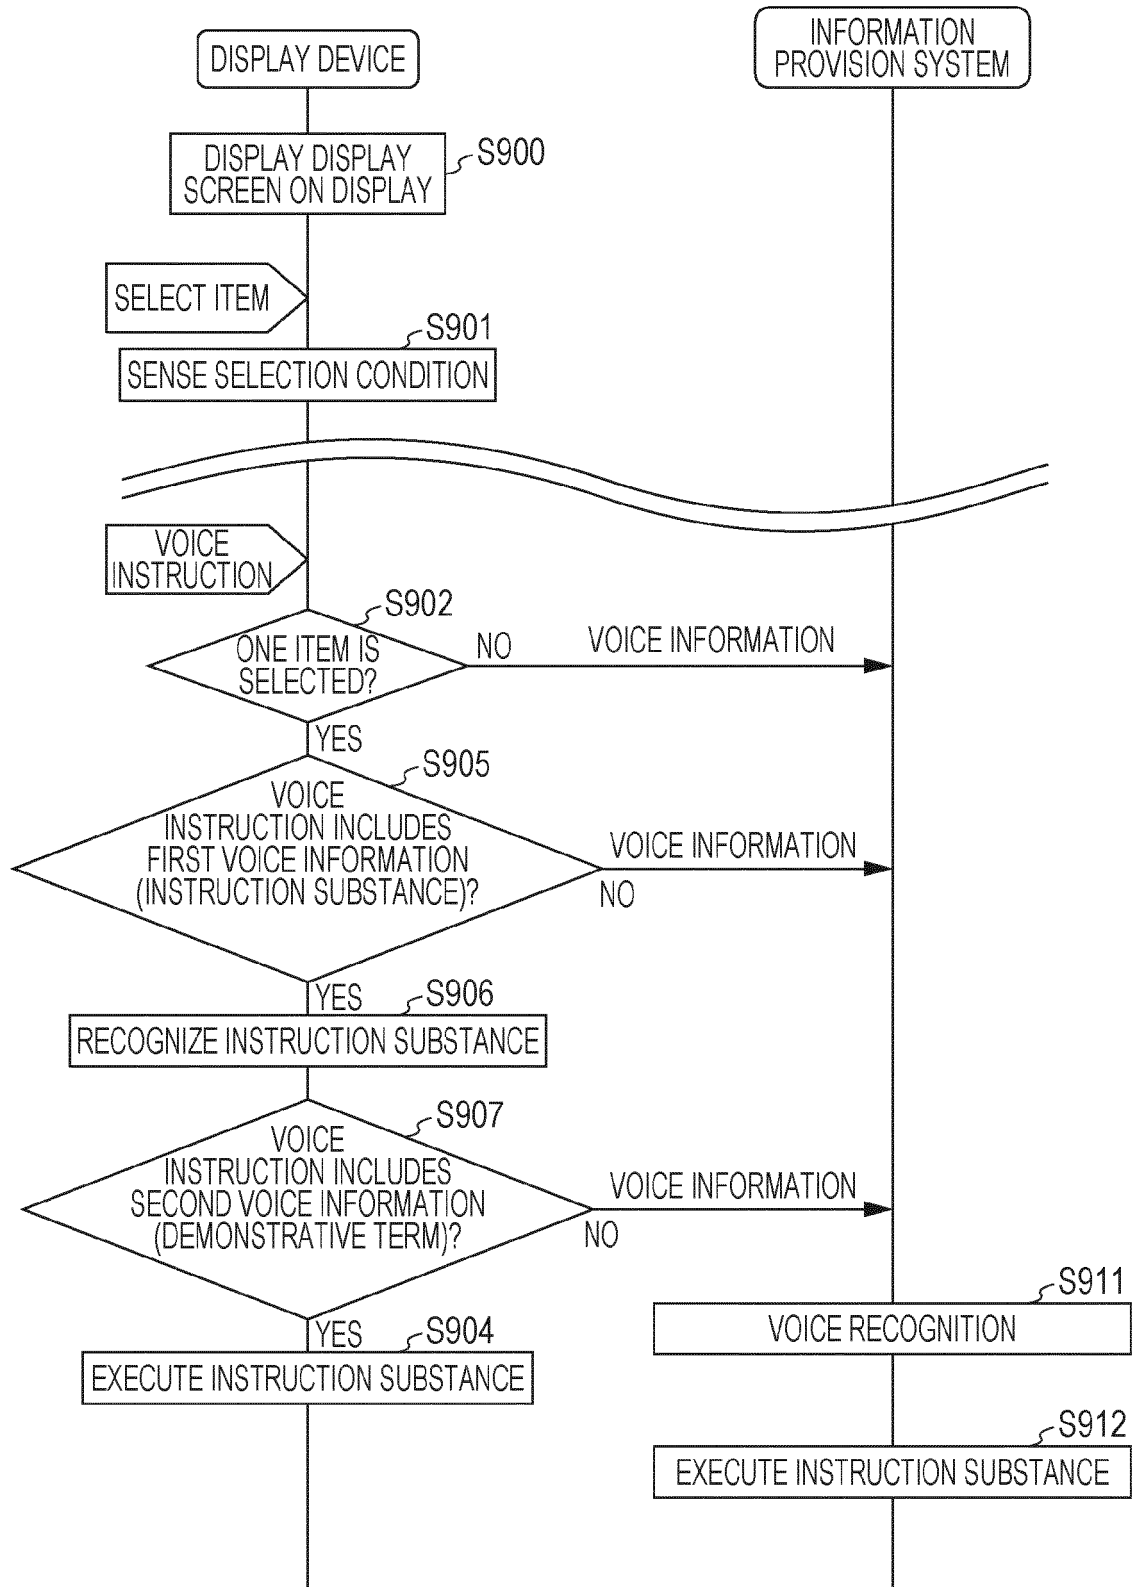 DISPLAY DEVICE
INFORMATION
PROVISION SYSTEM
DISPLAY DISPLAY
SCREEN ON DISPLAY
S900
SELECT ITEM
S901
SENSE SELECTION CONDITION
VOICE
INSTRUCTION
S902
ONE ITEM IS
SELECTED?
NO
VOICE INFORMATION
YES
S905
VOICE
INSTRUCTION INCLUDES
FIRST VOICE INFORMATION
(INSTRUCTION SUBSTANCE)?
VOICE INFORMATION
NO
YES
S906
RECOGNIZE INSTRUCTION SUBSTANCE
S907
VOICE
INSTRUCTION INCLUDES
SECOND VOICE INFORMATION
(DEMONSTRATIVE TERM)?
VOICE INFORMATION
NO
S911
VOICE RECOGNITION
YES
S904
EXECUTE INSTRUCTION SUBSTANCE
S912
EXECUTE INSTRUCTION SUBSTANCE